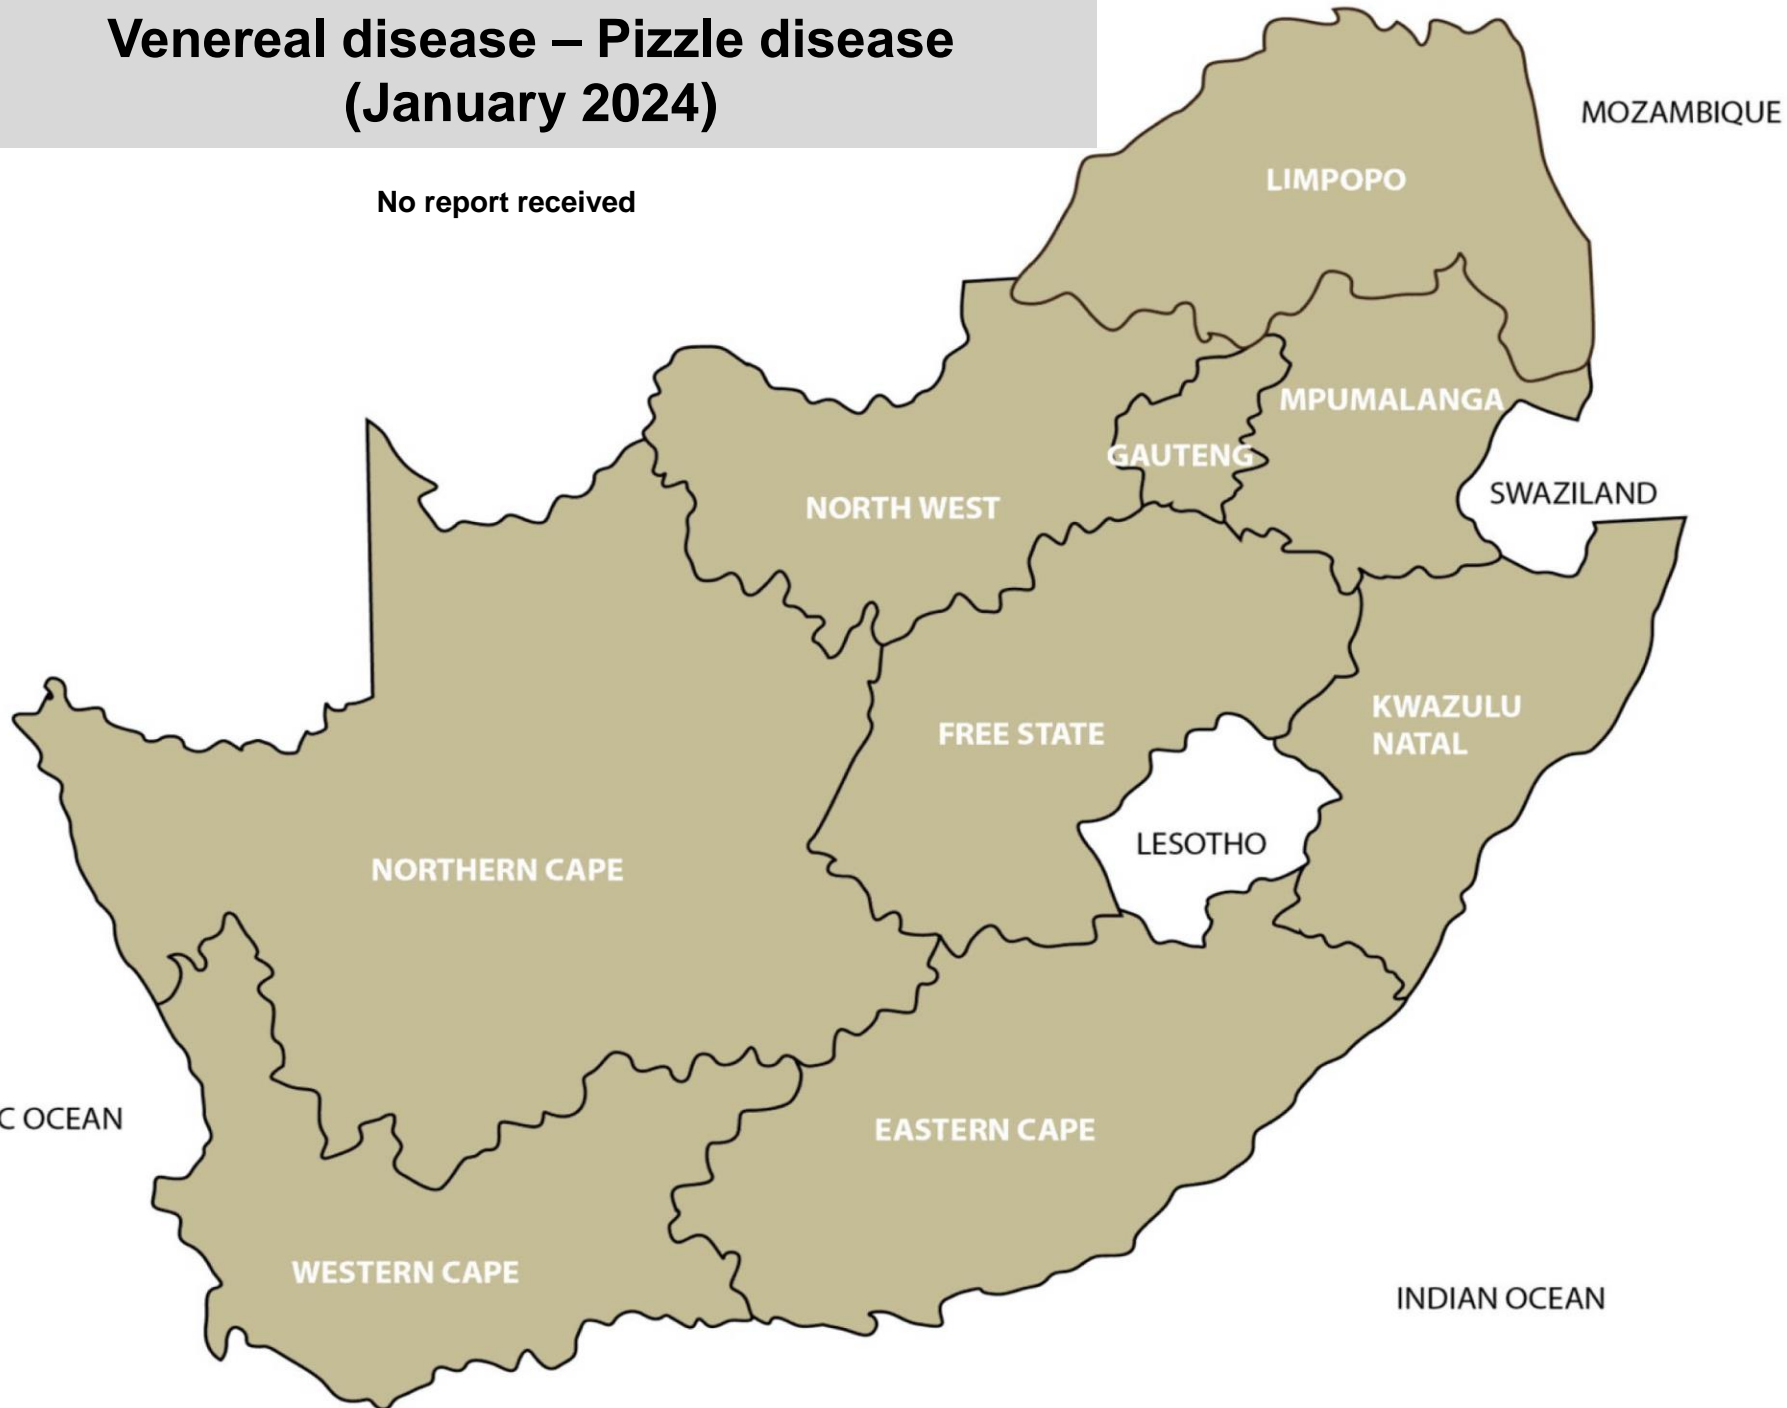 Venereal disease – Pizzle disease
(January 2024)
MOZAMBIQUE
LIMPOPO
No report received
MPUMALANGA
GAUTENG
SWAZILAND
NORTH WEST
KWAZULU
NATAL
FREE STATE
LESOTHO
NORTHERN CAPE
C OCEAN
EASTERN CAPE
WESTERN CAPE
INDIAN OCEAN